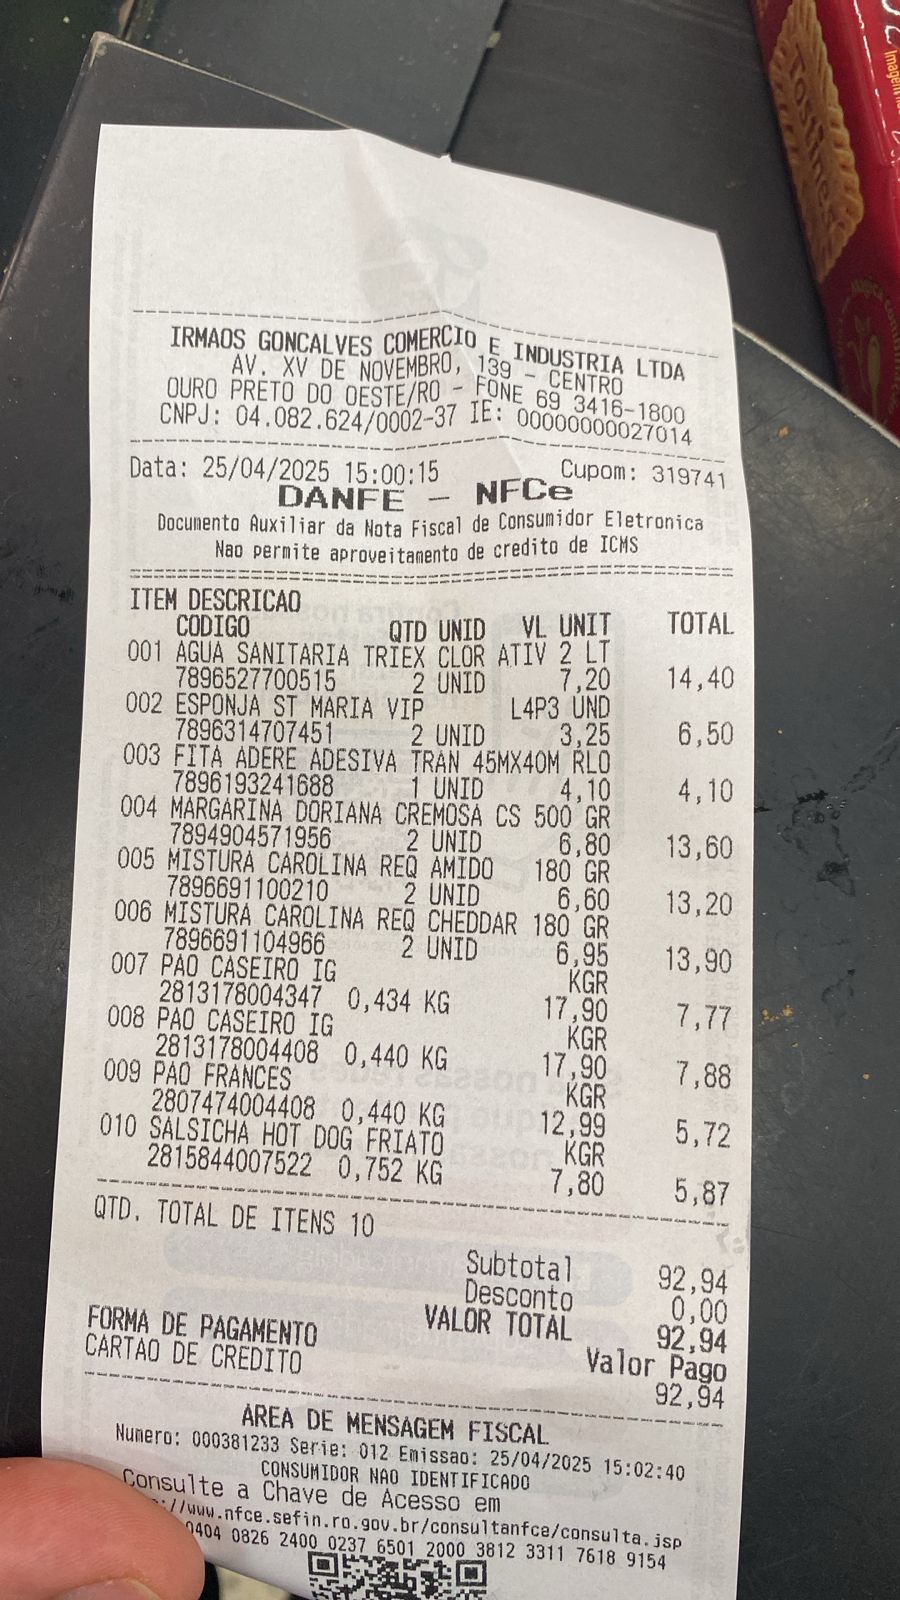 IRMAOS GONCALVES COMERCIO E INDUSTRIA LTDA
AV. XV DE NOVEMBRO, 139 - CENTRO
OURO PRETO DO OESTE/RO - FONE 69 3416-1800
CNPJ: 04.082.624/0002-37 IE: 00000000027014
Data: 25/04/2025 15:00:15 Cupom: 319741
DANFE - NFCe
Documento Auxiliar da Nota Fiscal de Consumidor Eletronica
Nao permite aproveitamento de credito de ICMS
ITEM DESCRICAO
CODIGO QTD UNID VL UNIT TOTAL
001 AGUA SANITARIA TRIEX CLOR ATIV 2 LT
7896527700515 2 UNID 7,20 14,40
002 ESPONJA ST MARIA VIP L4P3 UND
7896314707451 2 UNID 3,25 6,50
003 FITA ADERE ADESIVA TRAN 45MX40M RLO
7896193241688 1 UNID 4,10 4,10
004 MARGARINA DORIANA CREMOSA CS 500 GR
7894904571956 2 UNID 6,80 13,60
005 MISTURA CAROLINA REQ AMIDO 180 GR
7896691100210 2 UNID 6,60 13,20
006 MISTURA CAROLINA REQ CHEDDAR 180 GR
7896691104966 2 UNID 6,95 13,90
007 PAO CASEIRO IG KGR
2813178004347 0,434 KG 17,90 7,77
008 PAO CASEIRO IG KGR
2813178004408 0,440 KG 17,90 7,88
009 PAO FRANCES KGR
2807474004408 0,440 KG 12,99 5,72
010 SALSICHA HOT DOG FRIATO KGR
2815844007522 0,752 KG 7,80 5,87
QTD. TOTAL DE ITENS 10
Subtotal 92,94
Desconto 0,00
VALOR TOTAL 92,94
FORMA DE PAGAMENTO Valor Pago
CARTAO DE CREDITO 92,94
AREA DE MENSAGEM FISCAL
Numero: 000381233 Serie: 012 Emissao: 25/04/2025 15:02:40
CONSUMIDOR NAO IDENTIFICADO
Consulte a Chave de Acesso em
://www.nfce.sefin.ro.gov.br/consultanfce/consulta.jsp
0404 0826 2400 0237 6501 2000 3812 3311 7618 9154